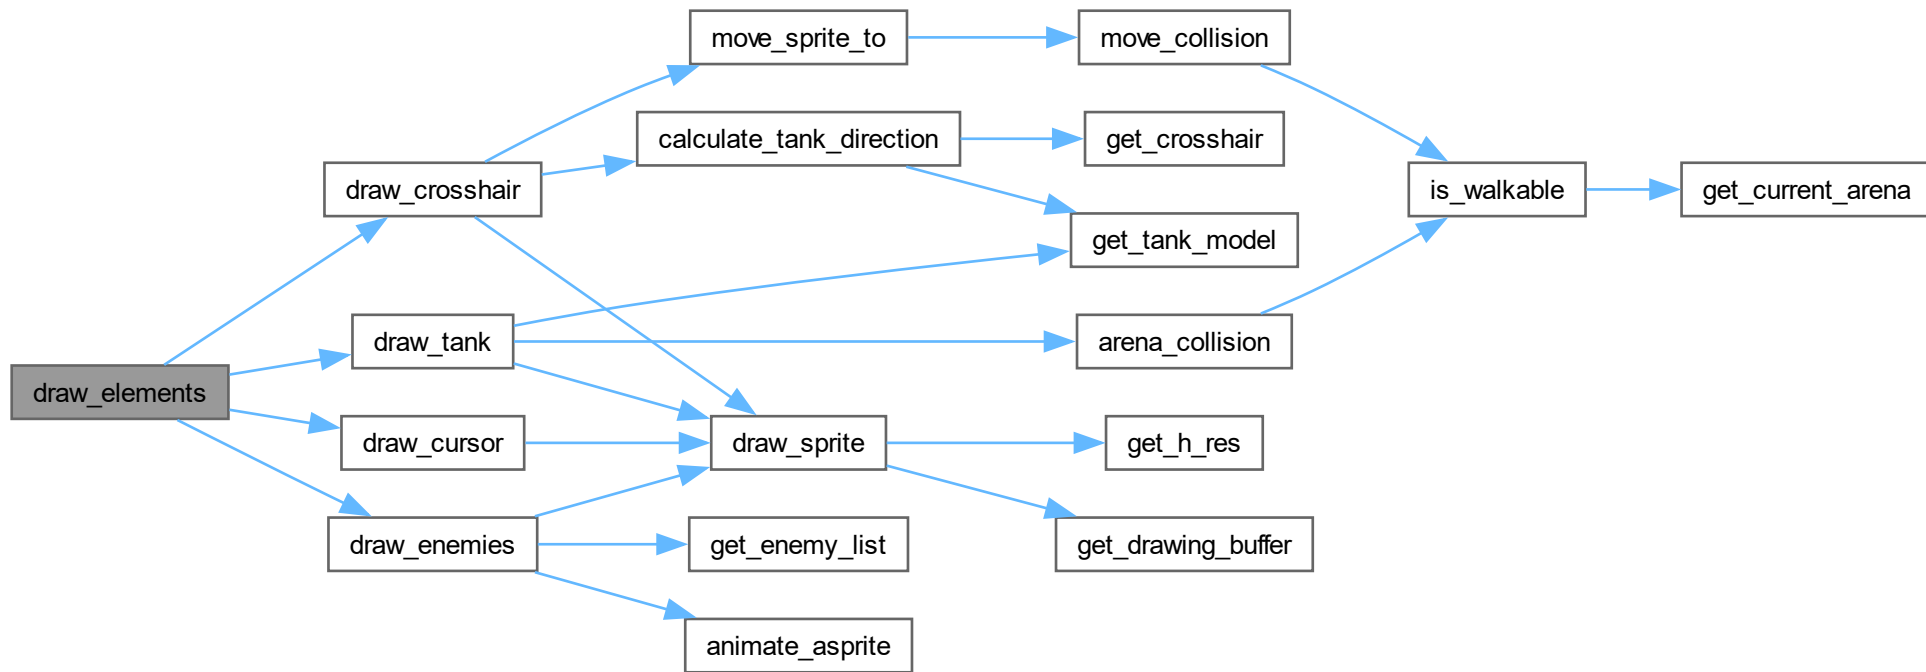 move_sprite_to
move_collision
calculate_tank_direction
get_crosshair
draw_crosshair
is_walkable
get_current_arena
get_tank_model
draw_tank
arena_collision
draw_elements
draw_cursor
draw_sprite
get_h_res
draw_enemies
get_enemy_list
get_drawing_buffer
animate_asprite